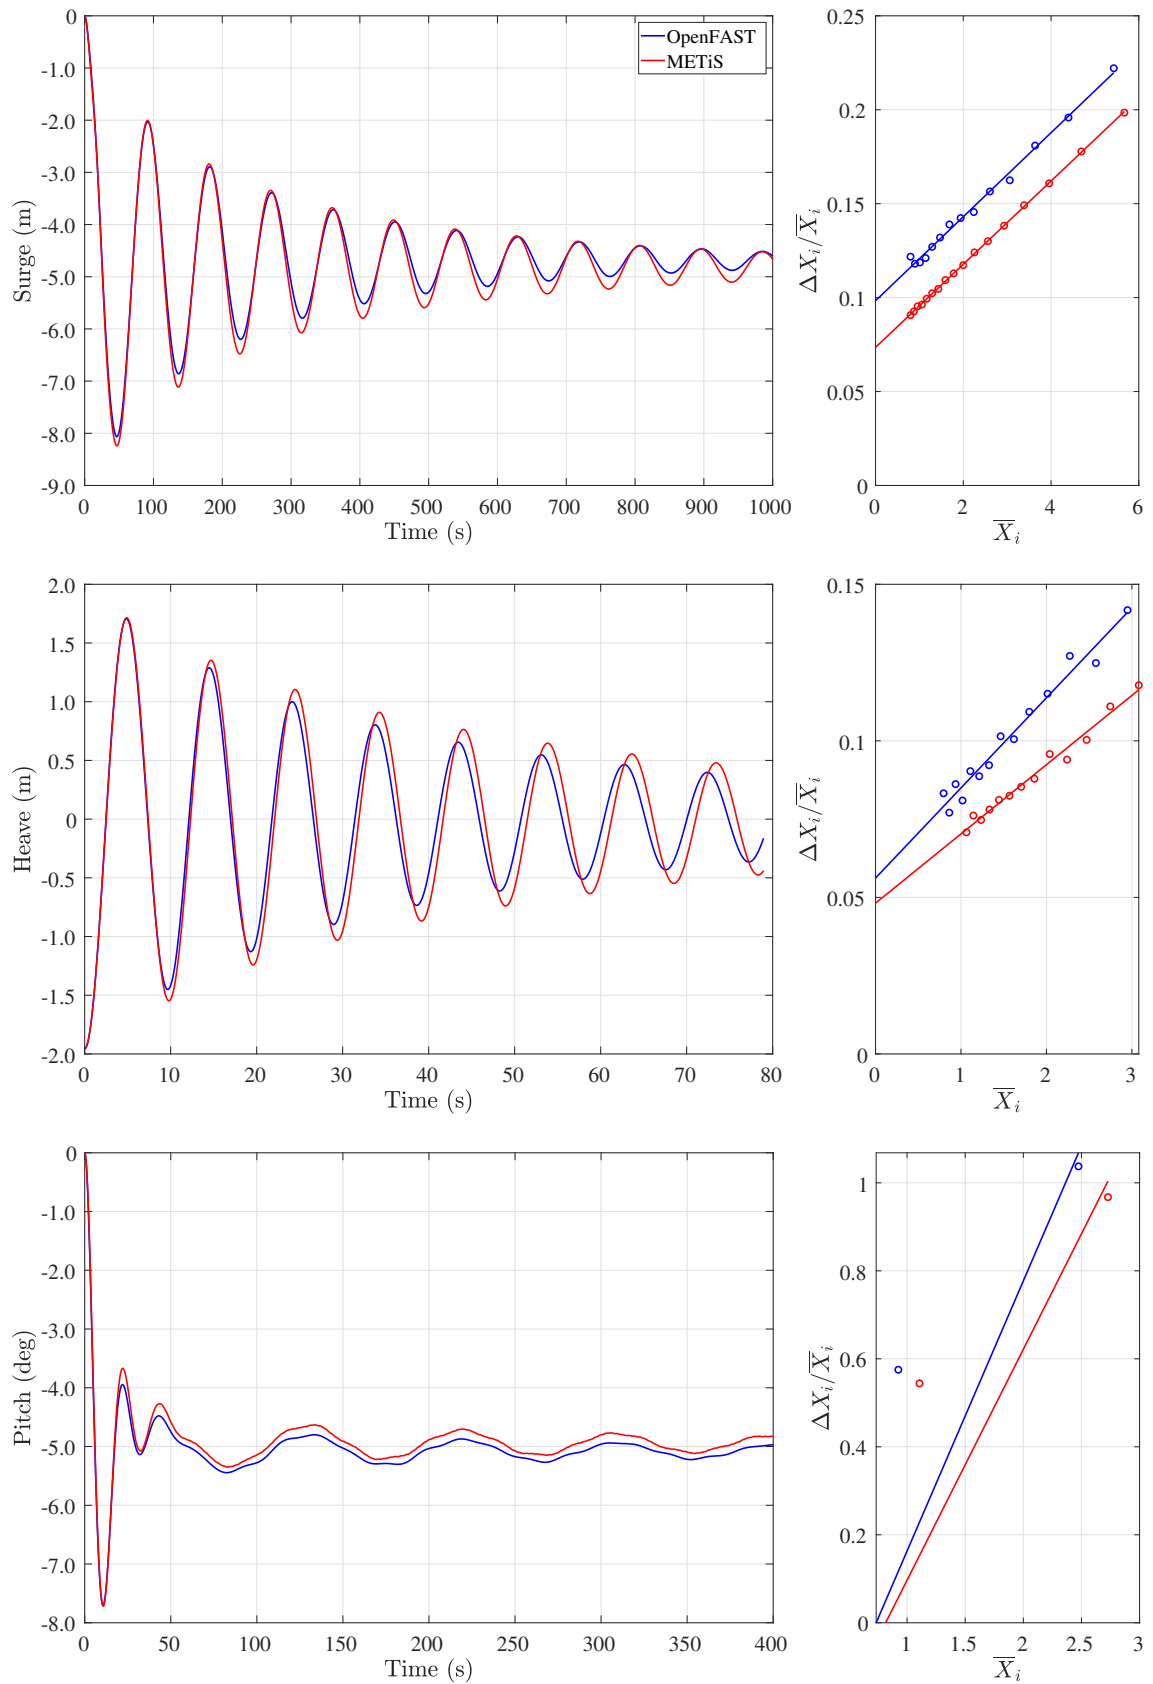 OpenFAST
METiS
0
-1.0
-2.0
-3.0
-4.0
-5.0
-6.0
-7.0
-8.0
-9.0
Surge (m)
0 100 200 300 400 500 600 700 800 900 1000
Time (s)
0.25
0.2
0.15
0.1
0.05
0
ΔX_i/X̅_i
0 2 4 6
X̅_i
2.0
1.5
1.0
0.5
0
-0.5
-1.0
-1.5
-2.0
Heave (m)
0 10 20 30 40 50 60 70 80
Time (s)
0.15
0.1
0.05
0
ΔX_i/X̅_i
0 1 2 3
X̅_i
0
-1.0
-2.0
-3.0
-4.0
-5.0
-6.0
-7.0
-8.0
Pitch (deg)
0 50 100 150 200 250 300 350 400
Time (s)
1
0.8
0.6
0.4
0.2
0
ΔX_i/X̅_i
1 1.5 2 2.5 3
X̅_i